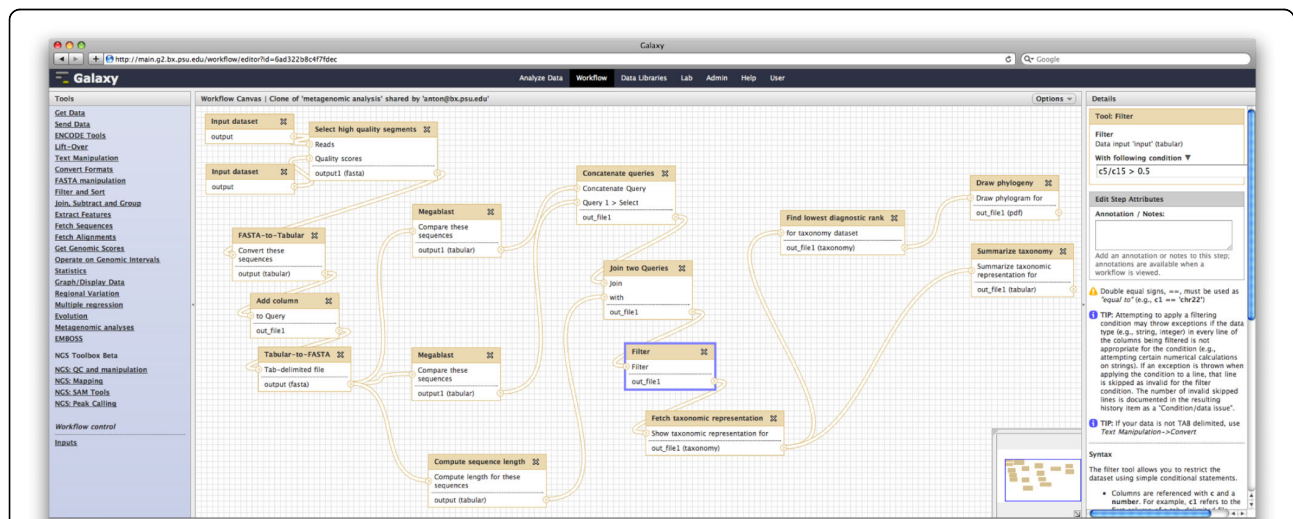 Galaxy
http://main.g2.bx.psu.edu/workflow/editor?id=6ad322b8c4f7fdec
Google
Galaxy
Analyze Data Workflow Data Libraries Lab Admin Help User
Tools
Get Data
Send Data
ENCODE Tools
Lift-Over
Text Manipulation
Convert Formats
FASTA manipulation
Filter and Sort
Join, Subtract and Group
Extract Features
Fetch Sequences
Fetch Alignments
Get Genomic Scores
Operate on Genomic Intervals
Statistics
Graph/Display Data
Regional Variation
Multiple regression
Evolution
Metagenomic analyses
EMBOSS
NGS Toolbox Beta
NGS: QC and manipulation
NGS: Mapping
NGS: SAM Tools
NGS: Peak Calling
Workflow control
Inputs
Workflow Canvas | Clone of 'metagenomic analysis' shared by 'anton@bx.psu.edu'
Options
Input dataset
output
Input dataset
output
Select high quality segments
Reads
Quality scores
output1 (fasta)
FASTA-to-Tabular
Convert these
sequences
output (tabular)
Add column
to Query
out_file1
Tabular-to-FASTA
Tab-delimited file
output (fasta)
Megablast
Compare these
sequences
output1 (tabular)
Megablast
Compare these
sequences
output1 (tabular)
Compute sequence length
Compute length for these
sequences
output (tabular)
Concatenate queries
Concatenate Query
Query 1 > Select
out_file1
Join two Queries
Join
with
out_file1
Filter
Filter
out_file1
Fetch taxonomic representation
Show taxonomic representation for
out_file1 (taxonomy)
Find lowest diagnostic rank
for taxonomy dataset
out_file1 (taxonomy)
Draw phylogeny
Draw phylogram for
out_file1 (pdf)
Summarize taxonomy
Summarize taxonomic
representation for
out_file1 (tabular)
Details
Tool: Filter
Filter
Data input 'input' (tabular)
With following condition
c5/c15 > 0.5
Edit Step Attributes
Annotation / Notes:
Add an annotation or notes to this step;
annotations are available when a
workflow is viewed.
Double equal signs, ==, must be used as
"equal to" (e.g., c1 == 'chr22')
TIP: Attempting to apply a filtering
condition may throw exceptions if the data
type (e.g., string, integer) in every line of
the columns being filtered is not
appropriate for the condition (e.g.,
attempting certain numerical calculations
on strings). If an exception is thrown when
applying the condition to a line, that line
is skipped as invalid for the filter
condition. The number of invalid skipped
lines is documented in the resulting
history item as a "Condition/data issue".
TIP: If your data is not TAB delimited, use
Text Manipulation->Convert
Syntax
The filter tool allows you to restrict the
dataset using simple conditional statements.
Columns are referenced with c and a
number. For example, c1 refers to the